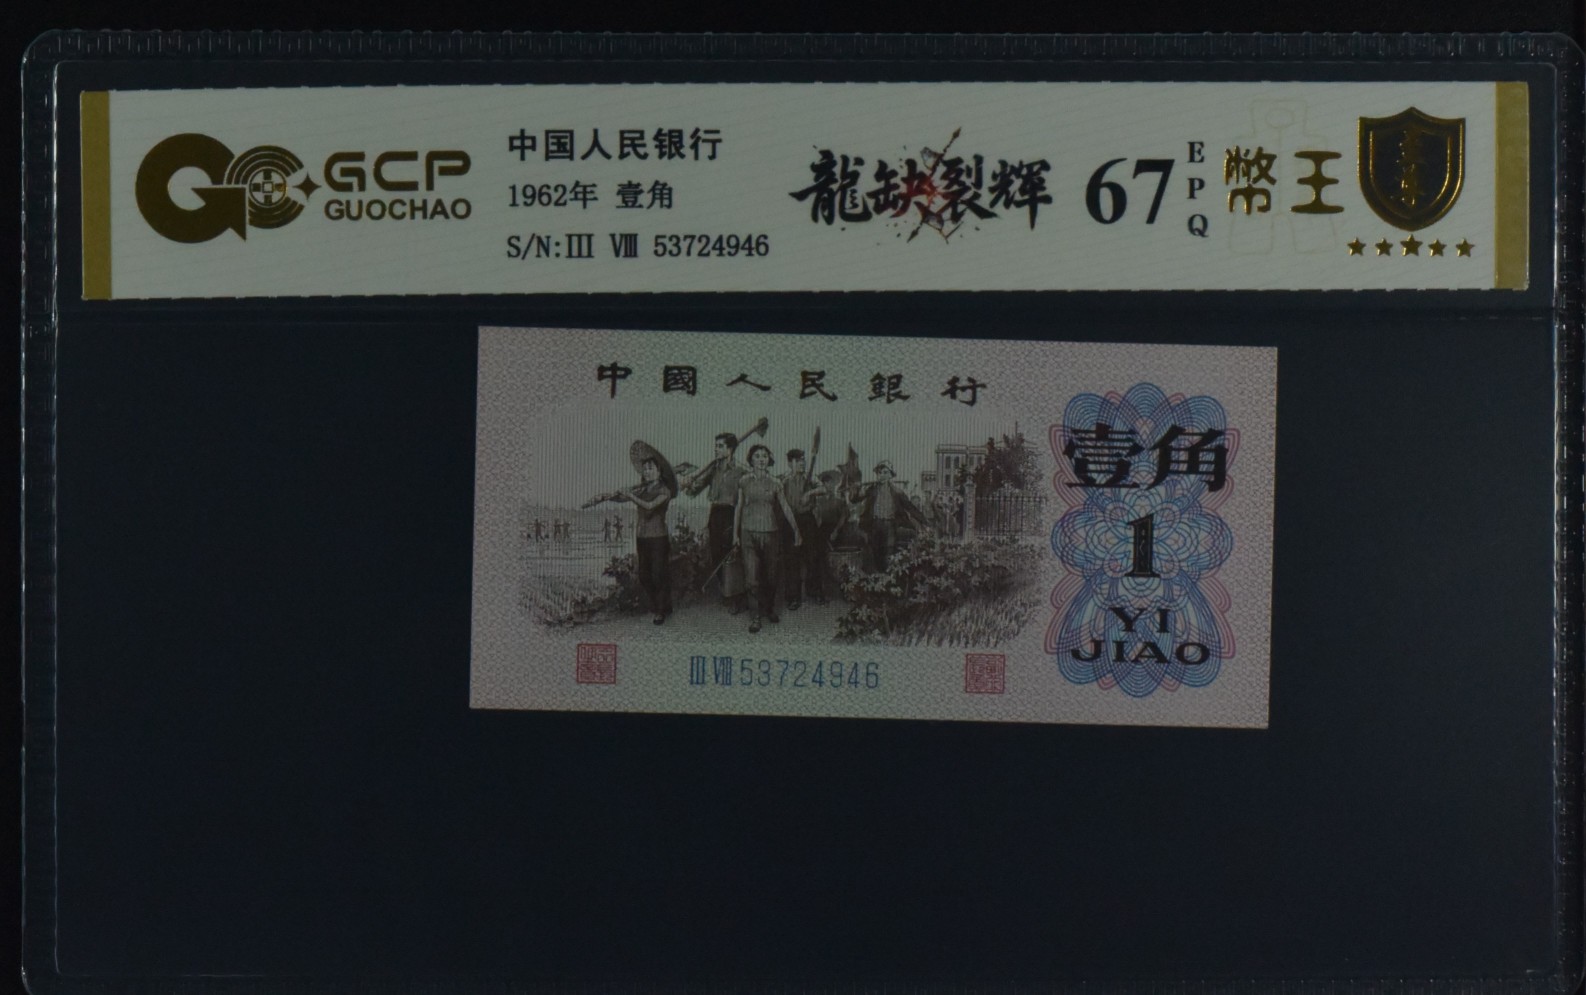 GCP
GUOCHAO
中国人民银行
1962年 壹角
S/N:III VIII 53724946
龍缺裂輝
67
EPQ
幣王
中國人民銀行
壹角
1
YI
JIAO
III VIII 53724946